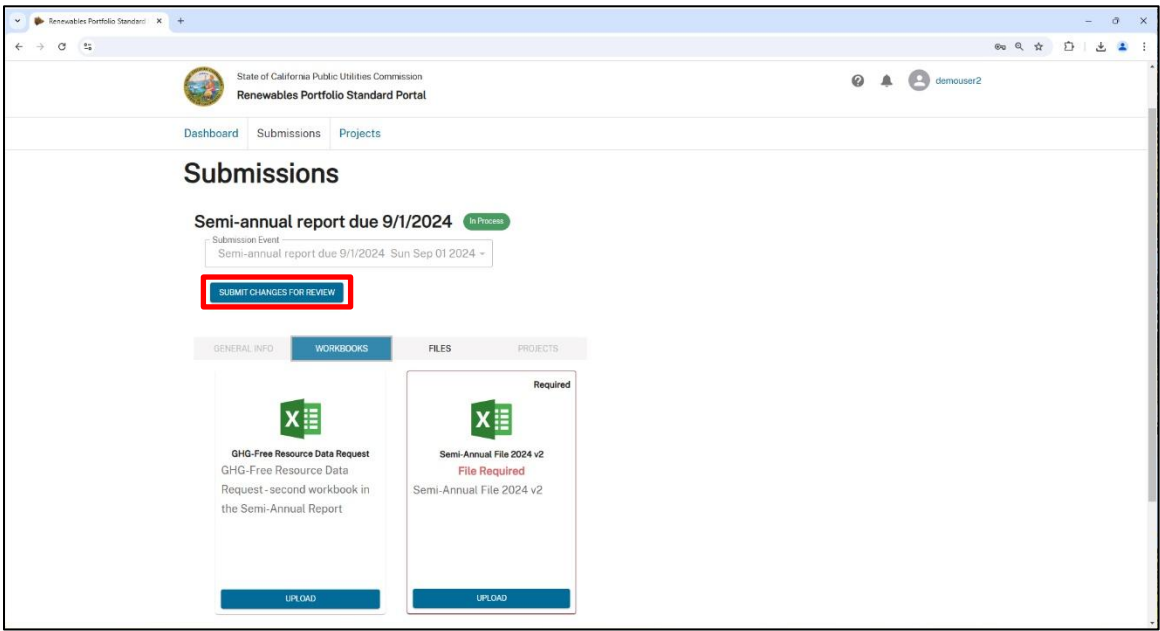 Renewables Portfolio Standard
State of California Public Utilities Commission
Renewables Portfolio Standard Portal
demouser2
Dashboard Submissions Projects
Submissions
Semi-annual report due 9/1/2024 In Process
Submission Event
Semi-annual report due 9/1/2024 Sun Sep 01 2024
SUBMIT CHANGES FOR REVIEW
GENERAL INFO WORKBOOKS FILES PROJECTS
Required
X
X
GHG-Free Resource Data Request
GHG-Free Resource Data
Request - second workbook in
the Semi-Annual Report
Semi-Annual File 2024 v2
File Required
Semi-Annual File 2024 v2
UPLOAD
UPLOAD